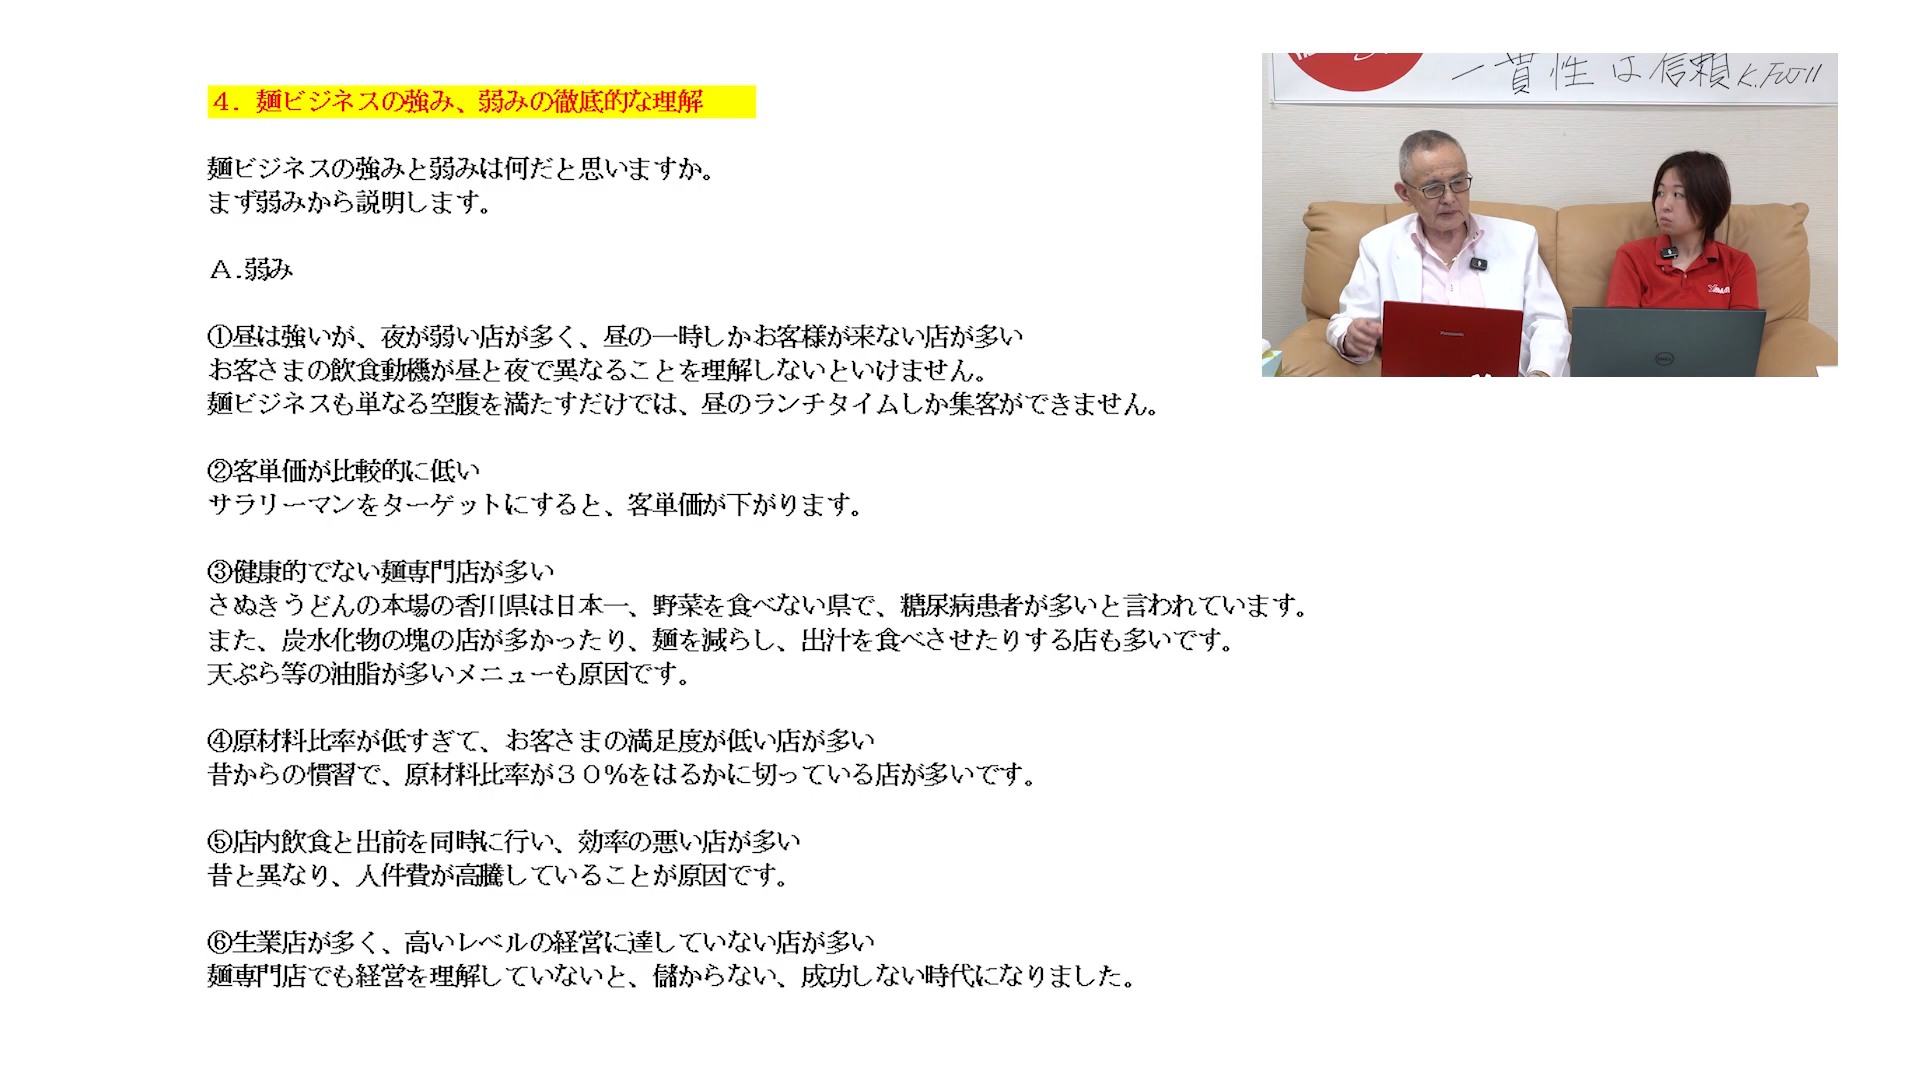 ４．麺ビジネスの強み、弱みの徹底的な理解
麺ビジネスの強みと弱みは何だと思いますか。
まず弱みから説明します。
Ａ.弱み
①昼は強いが、夜が弱い店が多く、昼の一時しかお客様が来ない店が多い
お客さまの飲食動機が昼と夜で異なることを理解しないといけません。
麺ビジネスも単なる空腹を満たすだけでは、昼のランチタイムしか集客ができません。
②客単価が比較的に低い
サラリーマンをターゲットにすると、客単価が下がります。
③健康的でない麺専門店が多い
さぬきうどんの本場の香川県は日本一、野菜を食べない県で、糖尿病患者が多いと言われています。
また、炭水化物の塊の店が多かったり、麺を減らし、出汁を食べさせたりする店も多いです。
天ぷら等の油脂が多いメニューも原因です。
④原材料比率が低すぎて、お客さまの満足度が低い店が多い
昔からの慣習で、原材料比率が３０％をはるかに切っている店が多いです。
⑤店内飲食と出前を同時に行い、効率の悪い店が多い
昔と異なり、人件費が高騰していることが原因です。
⑥生業店が多く、高いレベルの経営に達していない店が多い
麺専門店でも経営を理解していないと、儲からない、成功しない時代になりました。
一貫性は信頼 K.FUJII
Panasonic
DELL